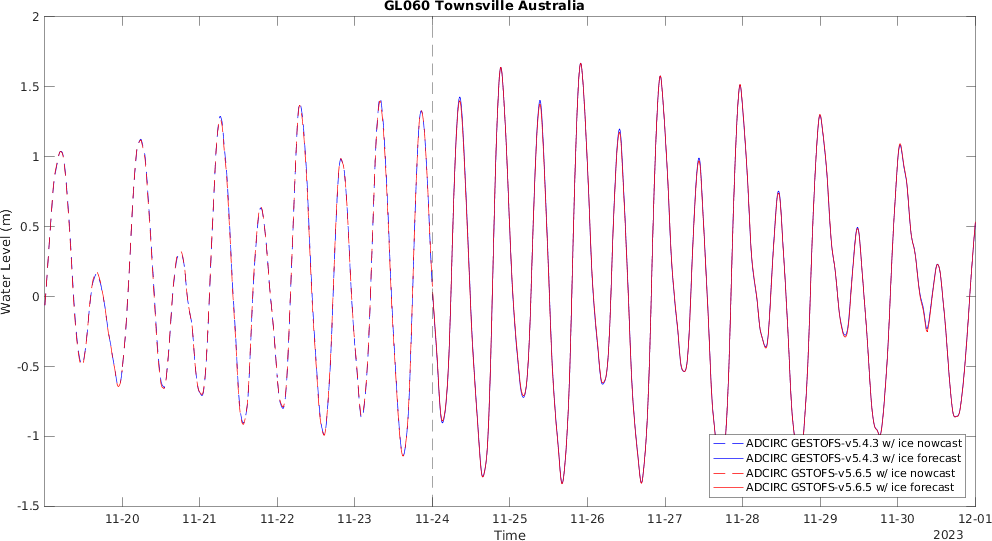 GL060 Townsville Australia
2
1.5
1
0.5
0
-0.5
-1
-1.5
Water Level (m)
ADCIRC GESTOFS-v5.4.3 w/ ice nowcast
ADCIRC GESTOFS-v5.4.3 w/ ice forecast
ADCIRC GSTOFS-v5.6.5 w/ ice nowcast
ADCIRC GSTOFS-v5.6.5 w/ ice forecast
11-20 11-21 11-22 11-23 11-24 11-25 11-26 11-27 11-28 11-29 11-30 12-01
Time
2023